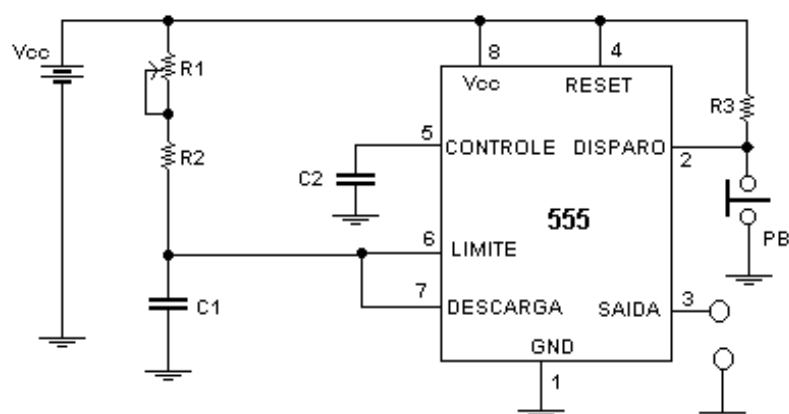 Vcc
R1
R2
C1
C2
8
4
Vcc
RESET
5
CONTROLE
DISPARO
2
R3
555
PB
6
LIMITE
7
DESCARGA
SAIDA
3
GND
1